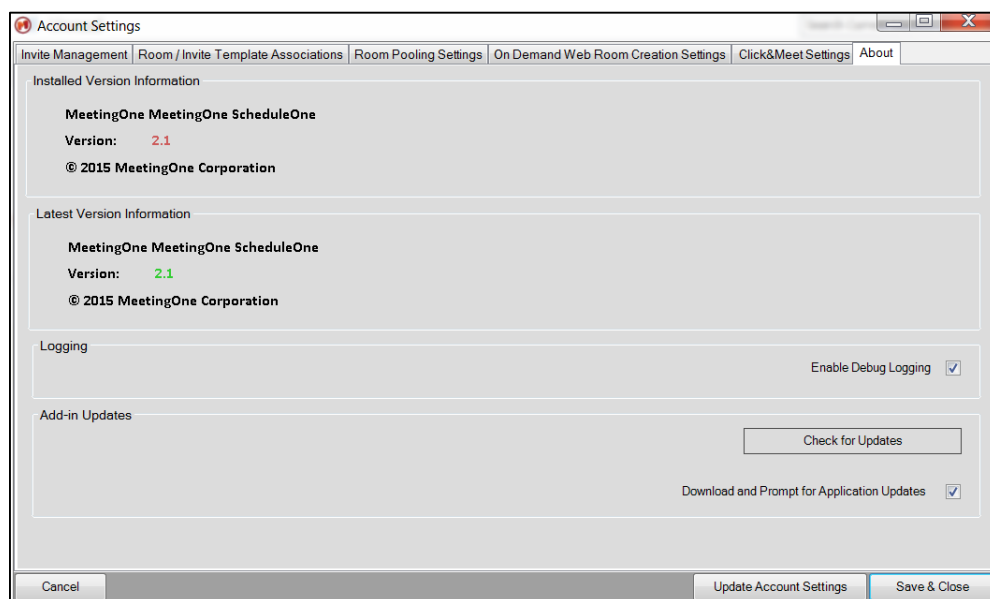 Account Settings
Invite Management Room / Invite Template Associations Room Pooling Settings On Demand Web Room Creation Settings Click&Meet Settings About
Installed Version Information
MeetingOne MeetingOne ScheduleOne
Version: 2.1
© 2015 MeetingOne Corporation
Latest Version Information
MeetingOne MeetingOne ScheduleOne
Version: 2.1
© 2015 MeetingOne Corporation
Logging
Enable Debug Logging
Add-in Updates
Check for Updates
Download and Prompt for Application Updates
Cancel Update Account Settings Save & Close